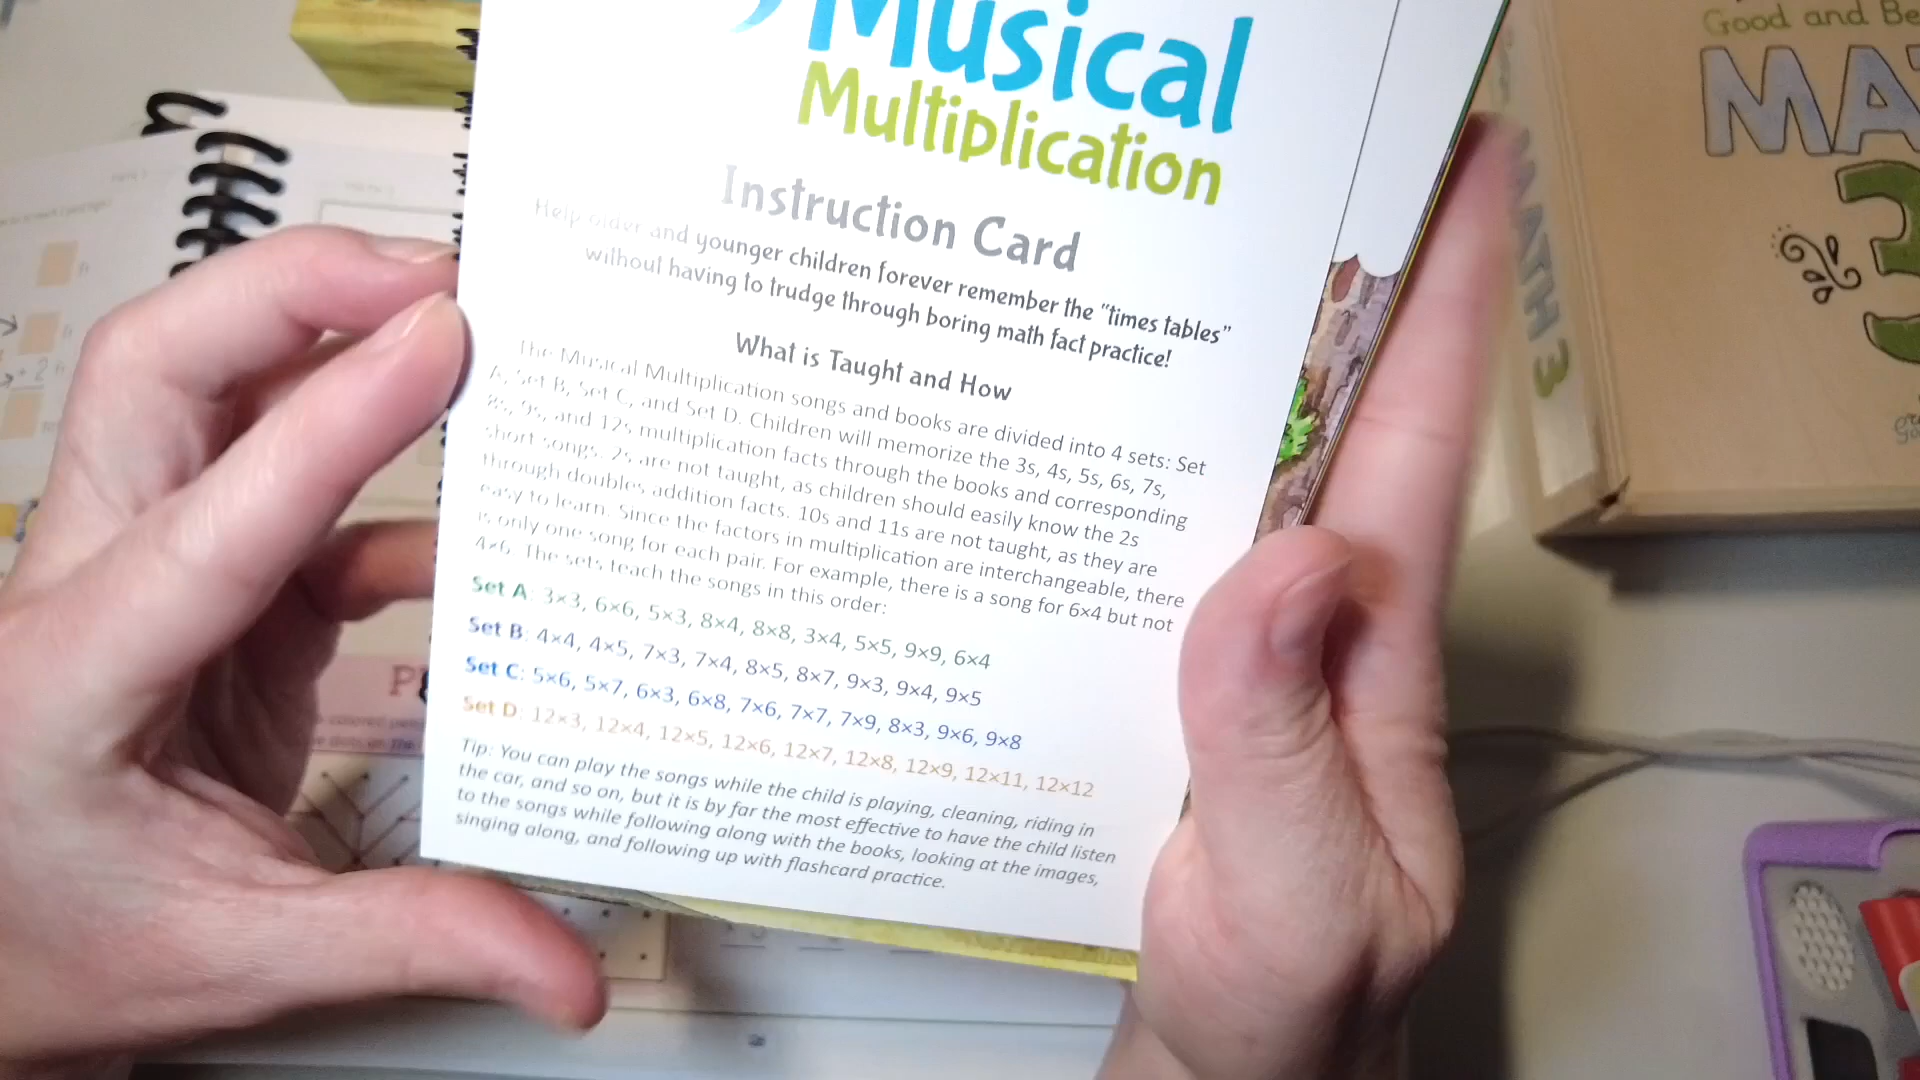 Musical
Multiplication
Instruction Card
Help older and younger children forever remember the "times tables"
without having to trudge through boring math fact practice!
What is Taught and How
The Musical Multiplication songs and books are divided into 4 sets: Set
A, Set B, Set C, and Set D. Children will memorize the 3s, 4s, 5s, 6s, 7s,
8s, 9s, and 12s multiplication facts through the books and corresponding
short songs. 2s are not taught, as children should easily know the 2s
through doubles addition facts. 10s and 11s are not taught, as they are
easy to learn. Since the factors in multiplication are interchangeable, there
is only one song for each pair. For example, there is a song for 6×4 but not
4×6. The sets teach the songs in this order:
Set A: 3×3, 6×6, 5×3, 8×4, 8×8, 3×4, 5×5, 9×9, 6×4
Set B: 4×4, 4×5, 7×3, 7×4, 8×5, 8×7, 9×3, 9×4, 9×5
Set C: 5×6, 5×7, 6×3, 6×8, 7×6, 7×7, 7×9, 8×3, 9×6, 9×8
Set D: 12×3, 12×4, 12×5, 12×6, 12×7, 12×8, 12×9, 12×11, 12×12
Tip: You can play the songs while the child is playing, cleaning, riding in
the car, and so on, but it is by far the most effective to have the child listen
to the songs while following along with the books, looking at the images,
singing along, and following up with flashcard practice.
Good and Be
MA
3
MATH 3